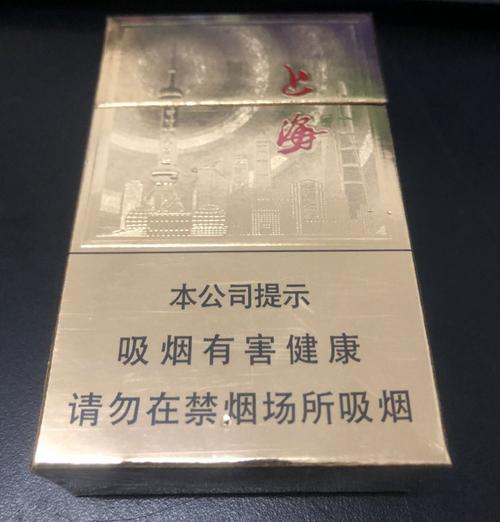 上海
本公司提示
吸烟有害健康
请勿在禁烟场所吸烟